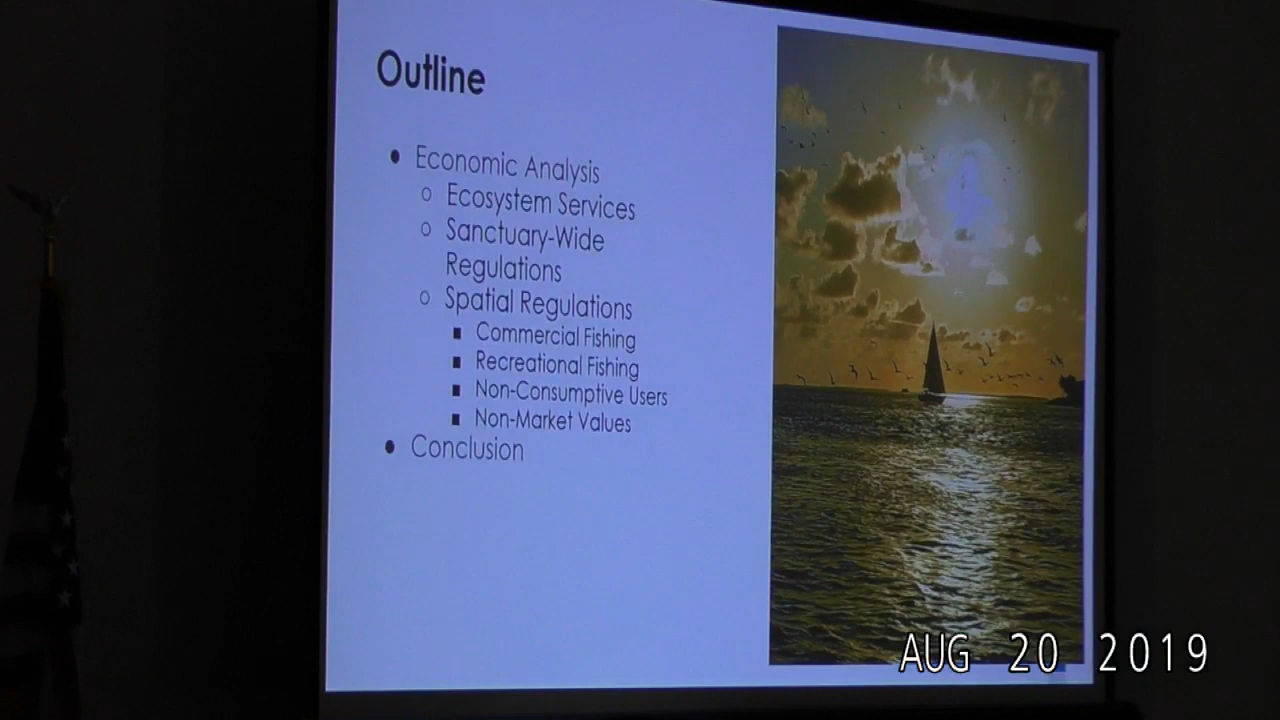 Outline
● Economic Analysis
○ Ecosystem Services
○ Sanctuary-Wide
Regulations
○ Spatial Regulations
■ Commercial Fishing
■ Recreational Fishing
■ Non-Consumptive Users
■ Non-Market Values
● Conclusion
AUG 20 2019